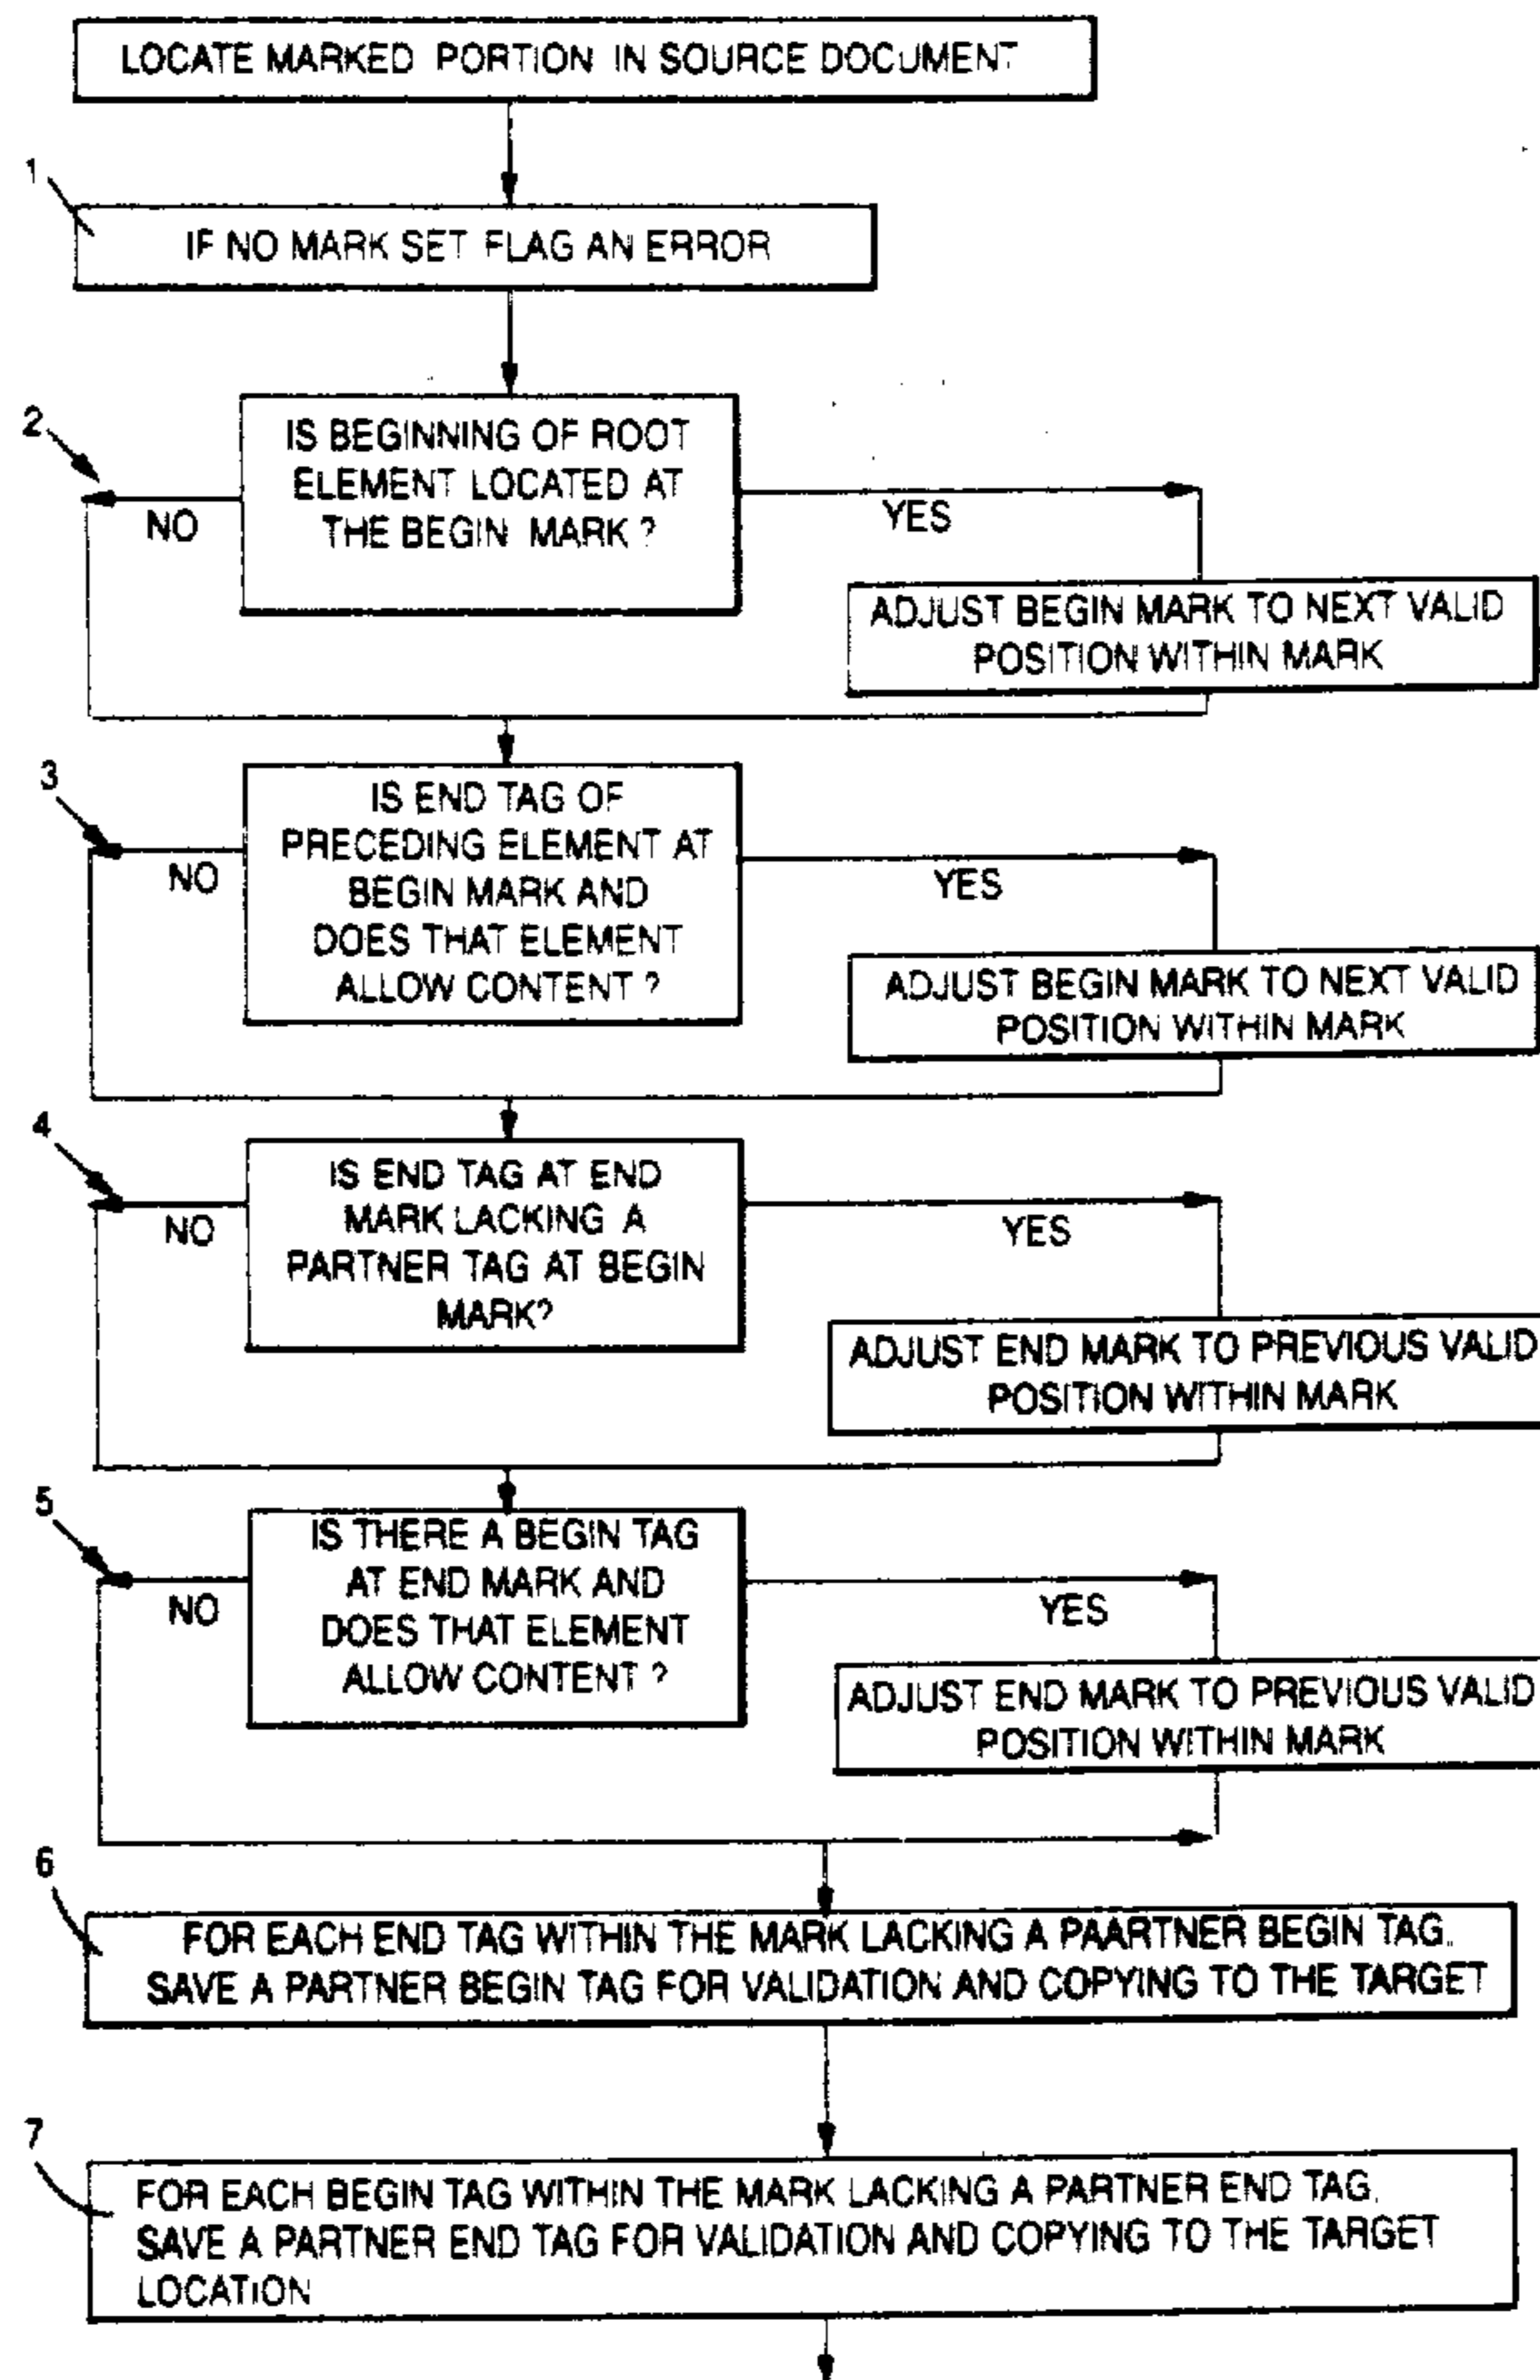 LOCATE MARKED PORTION IN SOURCE DOCUMENT
1
IF NO MARK SET FLAG AN ERROR
2
IS BEGINNING OF ROOT
ELEMENT LOCATED AT
THE BEGIN MARK ?
NO
YES
ADJUST BEGIN MARK TO NEXT VALID
POSITION WITHIN MARK
3
IS END TAG OF
PRECEDING ELEMENT AT
BEGIN MARK AND
DOES THAT ELEMENT
ALLOW CONTENT ?
NO
YES
ADJUST BEGIN MARK TO NEXT VALID
POSITION WITHIN MARK
4
IS END TAG AT END
MARK LACKING A
PARTNER TAG AT BEGIN
MARK?
NO
YES
ADJUST END MARK TO PREVIOUS VALID
POSITION WITHIN MARK
5
IS THERE A BEGIN TAG
AT END MARK AND
DOES THAT ELEMENT
ALLOW CONTENT ?
NO
YES
ADJUST END MARK TO PREVIOUS VALID
POSITION WITHIN MARK
6
FOR EACH END TAG WITHIN THE MARK LACKING A PAARTNER BEGIN TAG,
SAVE A PARTNER BEGIN TAG FOR VALIDATION AND COPYING TO THE TARGET
7
FOR EACH BEGIN TAG WITHIN THE MARK LACKING A PARTNER END TAG,
SAVE A PARTNER END TAG FOR VALIDATION AND COPYING TO THE TARGET
LOCATION